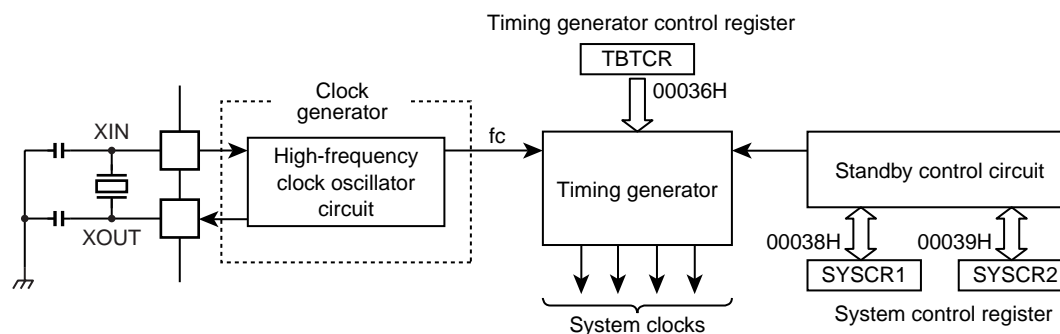 Timing generator control register
TBTCR
00036H
Clock
generator
XIN
fc
High-frequency
clock oscillator
circuit
Timing generator
Standby control circuit
XOUT
00038H
00039H
SYSCR1
SYSCR2
System control register
System clocks